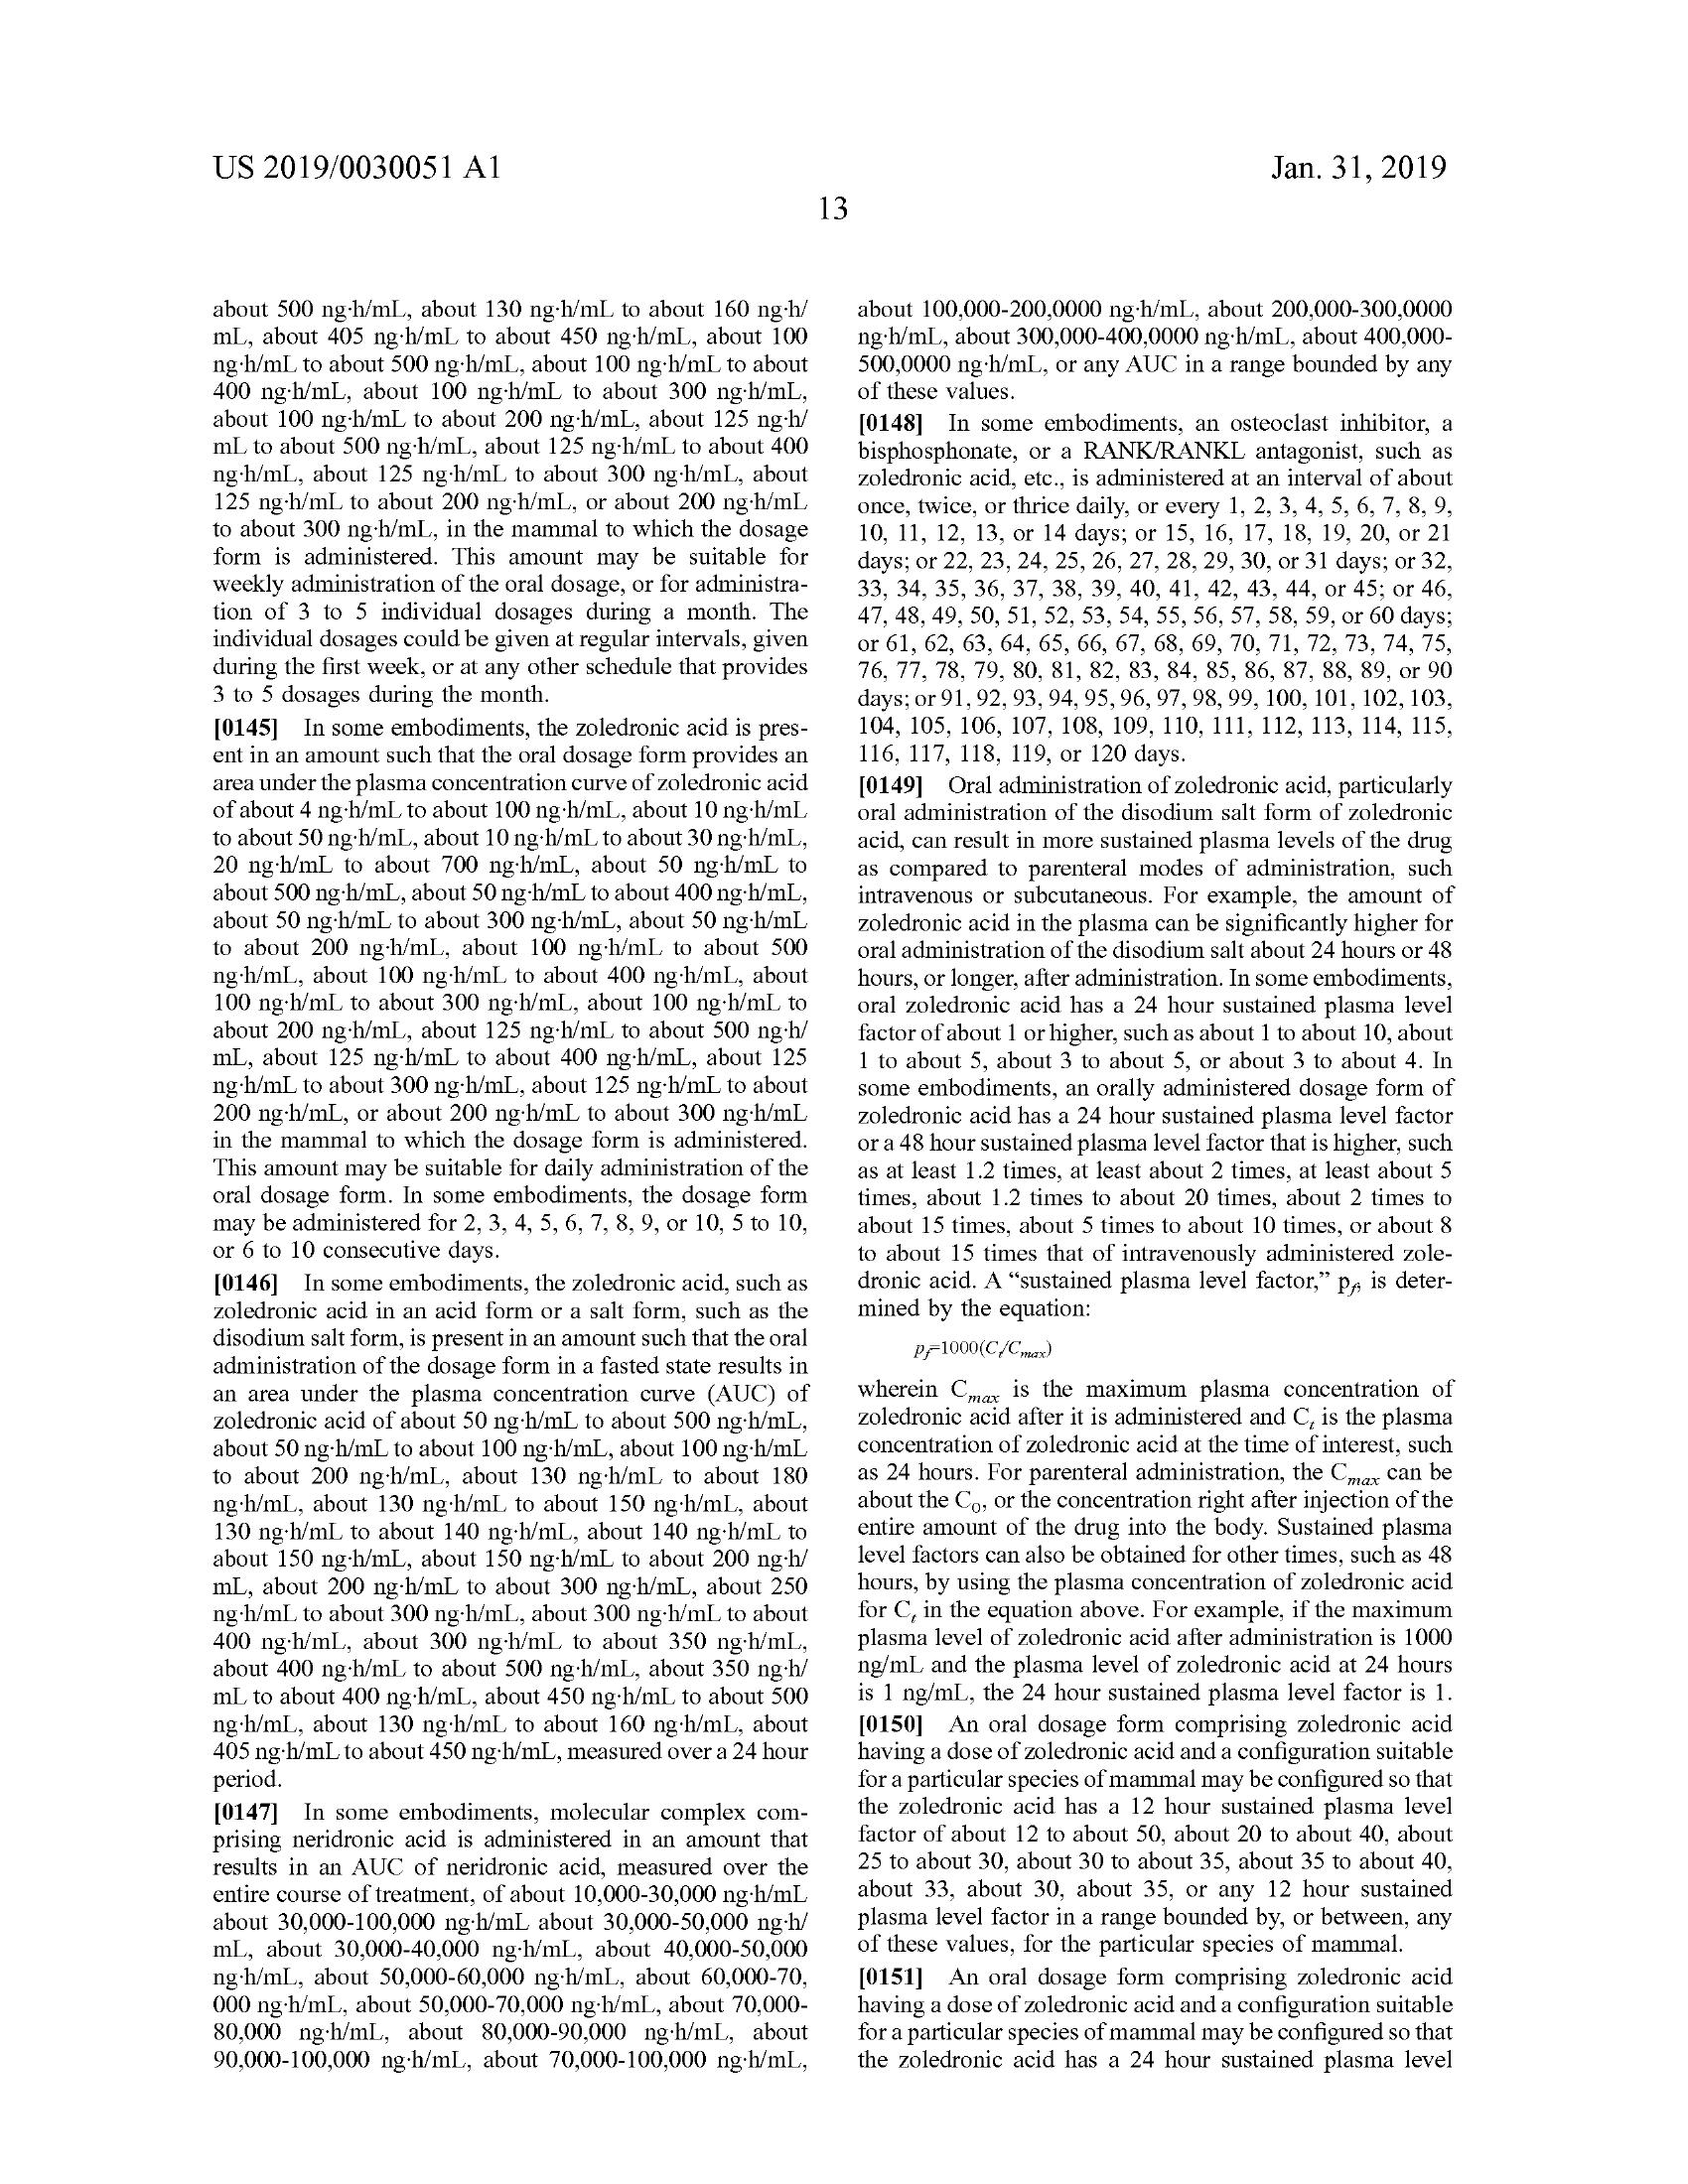 US 2019/0030051 A1
Jan. 31, 2019
13
about 500 ng·h/mL, about 130 ng·h/mL to about 160 ng·h/
mL, about 405 ng·h/mL to about 450 ng·h/mL, about 100
ng·h/mL to about 500 ng·h/mL, about 100 ng·h/mL to about
400 ng·h/mL, about 100 ng·h/mL to about 300 ng·h/mL,
about 100 ng·h/mL to about 200 ng·h/mL, about 125 ng·h/
mL to about 500 ng·h/mL, about 125 ng·h/mL to about 400
ng·h/mL, about 125 ng·h/mL to about 300 ng·h/mL, about
125 ng·h/mL to about 200 ng·h/mL, or about 200 ng·h/mL
to about 300 ng·h/mL, in the mammal to which the dosage
form is administered. This amount may be suitable for
weekly administration of the oral dosage, or for administra-
tion of 3 to 5 individual dosages during a month. The
individual dosages could be given at regular intervals, given
during the first week, or at any other schedule that provides
3 to 5 dosages during the month.
[0145] In some embodiments, the zoledronic acid is pres-
ent in an amount such that the oral dosage form provides an
area under the plasma concentration curve of zoledronic acid
of about 4 ng·h/mL to about 100 ng·h/mL, about 10 ng·h/mL
to about 50 ng·h/mL, about 10 ng·h/mL to about 30 ng·h/mL,
20 ng·h/mL to about 700 ng·h/mL, about 50 ng·h/mL to
about 500 ng·h/mL, about 50 ng·h/mL to about 400 ng·h/mL,
about 50 ng·h/mL to about 300 ng·h/mL, about 50 ng·h/mL
to about 200 ng·h/mL, about 100 ng·h/mL to about 500
ng·h/mL, about 100 ng·h/mL to about 400 ng·h/mL, about
100 ng·h/mL to about 300 ng·h/mL, about 100 ng·h/mL to
about 200 ng·h/mL, about 125 ng·h/mL to about 500 ng·h/
mL, about 125 ng·h/mL to about 400 ng·h/mL, about 125
ng·h/mL to about 300 ng·h/mL, about 125 ng·h/mL to about
200 ng·h/mL, or about 200 ng·h/mL to about 300 ng·h/mL
in the mammal to which the dosage form is administered.
This amount may be suitable for daily administration of the
oral dosage form. In some embodiments, the dosage form
may be administered for 2, 3, 4, 5, 6, 7, 8, 9, or 10, 5 to 10,
or 6 to 10 consecutive days.
[0146] In some embodiments, the zoledronic acid, such as
zoledronic acid in an acid form or a salt form, such as the
disodium salt form, is present in an amount such that the oral
administration of the dosage form in a fasted state results in
an area under the plasma concentration curve (AUC) of
zoledronic acid of about 50 ng·h/mL to about 500 ng·h/mL,
about 50 ng·h/mL to about 100 ng·h/mL, about 100 ng·h/mL
to about 200 ng·h/mL, about 130 ng·h/mL to about 180
ng·h/mL, about 130 ng·h/mL to about 150 ng·h/mL, about
130 ng·h/mL to about 140 ng·h/mL, about 140 ng·h/mL to
about 150 ng·h/mL, about 150 ng·h/mL to about 200 ng·h/
mL, about 200 ng·h/mL to about 300 ng·h/mL, about 250
ng·h/mL to about 300 ng·h/mL, about 300 ng·h/mL to about
400 ng·h/mL, about 300 ng·h/mL to about 350 ng·h/mL,
about 400 ng·h/mL to about 500 ng·h/mL, about 350 ng·h/
mL to about 400 ng·h/mL, about 450 ng·h/mL to about 500
ng·h/mL, about 130 ng·h/mL to about 160 ng·h/mL, about
405 ng·h/mL to about 450 ng·h/mL, measured over a 24 hour
period.
[0147] In some embodiments, molecular complex com-
prising neridronic acid is administered in an amount that
results in an AUC of neridronic acid, measured over the
entire course of treatment, of about 10,000-30,000 ng·h/mL
about 30,000-100,000 ng·h/mL about 30,000-50,000 ng·h/
mL, about 30,000-40,000 ng·h/mL, about 40,000-50,000
ng·h/mL, about 50,000-60,000 ng·h/mL, about 60,000-70,
000 ng·h/mL, about 50,000-70,000 ng·h/mL, about 70,000-
80,000 ng·h/mL, about 80,000-90,000 ng·h/mL, about
90,000-100,000 ng·h/mL, about 70,000-100,000 ng·h/mL,
about 100,000-200,0000 ng·h/mL, about 200,000-300,0000
ng·h/mL, about 300,000-400,0000 ng·h/mL, about 400,000-
500,0000 ng·h/mL, or any AUC in a range bounded by any
of these values.
[0148] In some embodiments, an osteoclast inhibitor, a
bisphosphonate, or a RANK/RANKL antagonist, such as
zoledronic acid, etc., is administered at an interval of about
once, twice, or thrice daily, or every 1, 2, 3, 4, 5, 6, 7, 8, 9,
10, 11, 12, 13, or 14 days; or 15, 16, 17, 18, 19, 20, or 21
days; or 22, 23, 24, 25, 26, 27, 28, 29, 30, or 31 days; or 32,
33, 34, 35, 36, 37, 38, 39, 40, 41, 42, 43, 44, or 45; or 46,
47, 48, 49, 50, 51, 52, 53, 54, 55, 56, 57, 58, 59, or 60 days;
or 61, 62, 63, 64, 65, 66, 67, 68, 69, 70, 71, 72, 73, 74, 75,
76, 77, 78, 79, 80, 81, 82, 83, 84, 85, 86, 87, 88, 89, or 90
days; or 91, 92, 93, 94, 95, 96, 97, 98, 99, 100, 101, 102, 103,
104, 105, 106, 107, 108, 109, 110, 111, 112, 113, 114, 115,
116, 117, 118, 119, or 120 days.
[0149] Oral administration of zoledronic acid, particularly
oral administration of the disodium salt form of zoledronic
acid, can result in more sustained plasma levels of the drug
as compared to parenteral modes of administration, such
intravenous or subcutaneous. For example, the amount of
zoledronic acid in the plasma can be significantly higher for
oral administration of the disodium salt about 24 hours or 48
hours, or longer, after administration. In some embodiments,
oral zoledronic acid has a 24 hour sustained plasma level
factor of about 1 or higher, such as about 1 to about 10, about
1 to about 5, about 3 to about 5, or about 3 to about 4. In
some embodiments, an orally administered dosage form of
zoledronic acid has a 24 hour sustained plasma level factor
or a 48 hour sustained plasma level factor that is higher, such
as at least 1.2 times, at least about 2 times, at least about 5
times, about 1.2 times to about 20 times, about 2 times to
about 15 times, about 5 times to about 10 times, or about 8
to about 15 times that of intravenously administered zole-
dronic acid. A “sustained plasma level factor,” pf, is deter-
mined by the equation:
pf=1000(Ct/Cmax)
wherein Cmax is the maximum plasma concentration of
zoledronic acid after it is administered and Ct is the plasma
concentration of zoledronic acid at the time of interest, such
as 24 hours. For parenteral administration, the Cmax can be
about the C0, or the concentration right after injection of the
entire amount of the drug into the body. Sustained plasma
level factors can also be obtained for other times, such as 48
hours, by using the plasma concentration of zoledronic acid
for Ct in the equation above. For example, if the maximum
plasma level of zoledronic acid after administration is 1000
ng/mL and the plasma level of zoledronic acid at 24 hours
is 1 ng/mL, the 24 hour sustained plasma level factor is 1.
[0150] An oral dosage form comprising zoledronic acid
having a dose of zoledronic acid and a configuration suitable
for a particular species of mammal may be configured so that
the zoledronic acid has a 12 hour sustained plasma level
factor of about 12 to about 50, about 20 to about 40, about
25 to about 30, about 30 to about 35, about 35 to about 40,
about 33, about 30, about 35, or any 12 hour sustained
plasma level factor in a range bounded by, or between, any
of these values, for the particular species of mammal.
[0151] An oral dosage form comprising zoledronic acid
having a dose of zoledronic acid and a configuration suitable
for a particular species of mammal may be configured so that
the zoledronic acid has a 24 hour sustained plasma level